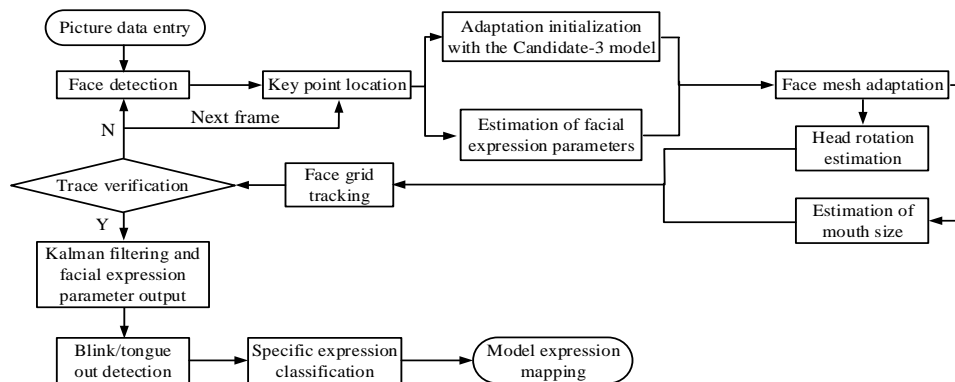 Picture data entry
Adaptation initialization
with the Candidate-3 model
Face detection
Key point location
Face mesh adaptation
N
Next frame
Estimation of facial
expression parameters
Head rotation
estimation
Trace verification
Face grid
tracking
Estimation of
mouth size
Y
Kalman filtering and
facial expression
parameter output
Blink/tongue
out detection
Specific expression
classification
Model expression
mapping